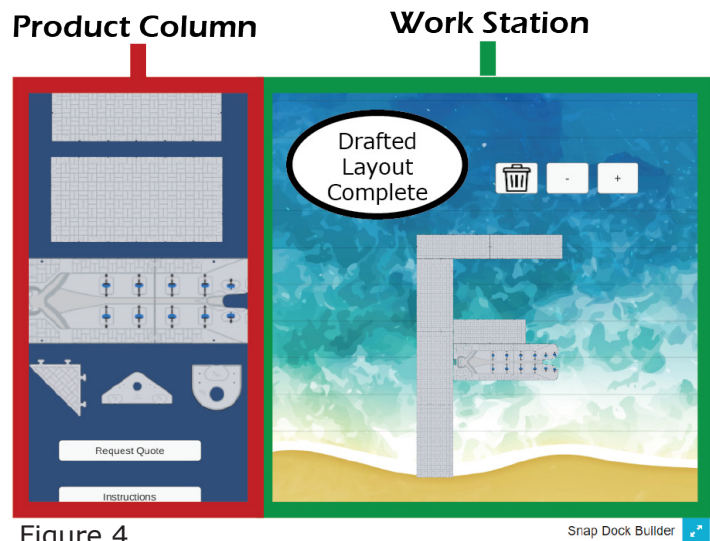 Product Column
Work Station
Drafted
Layout
Complete
-
+
Request Quote
Instructions
Figure 4
Snap Dock Builder